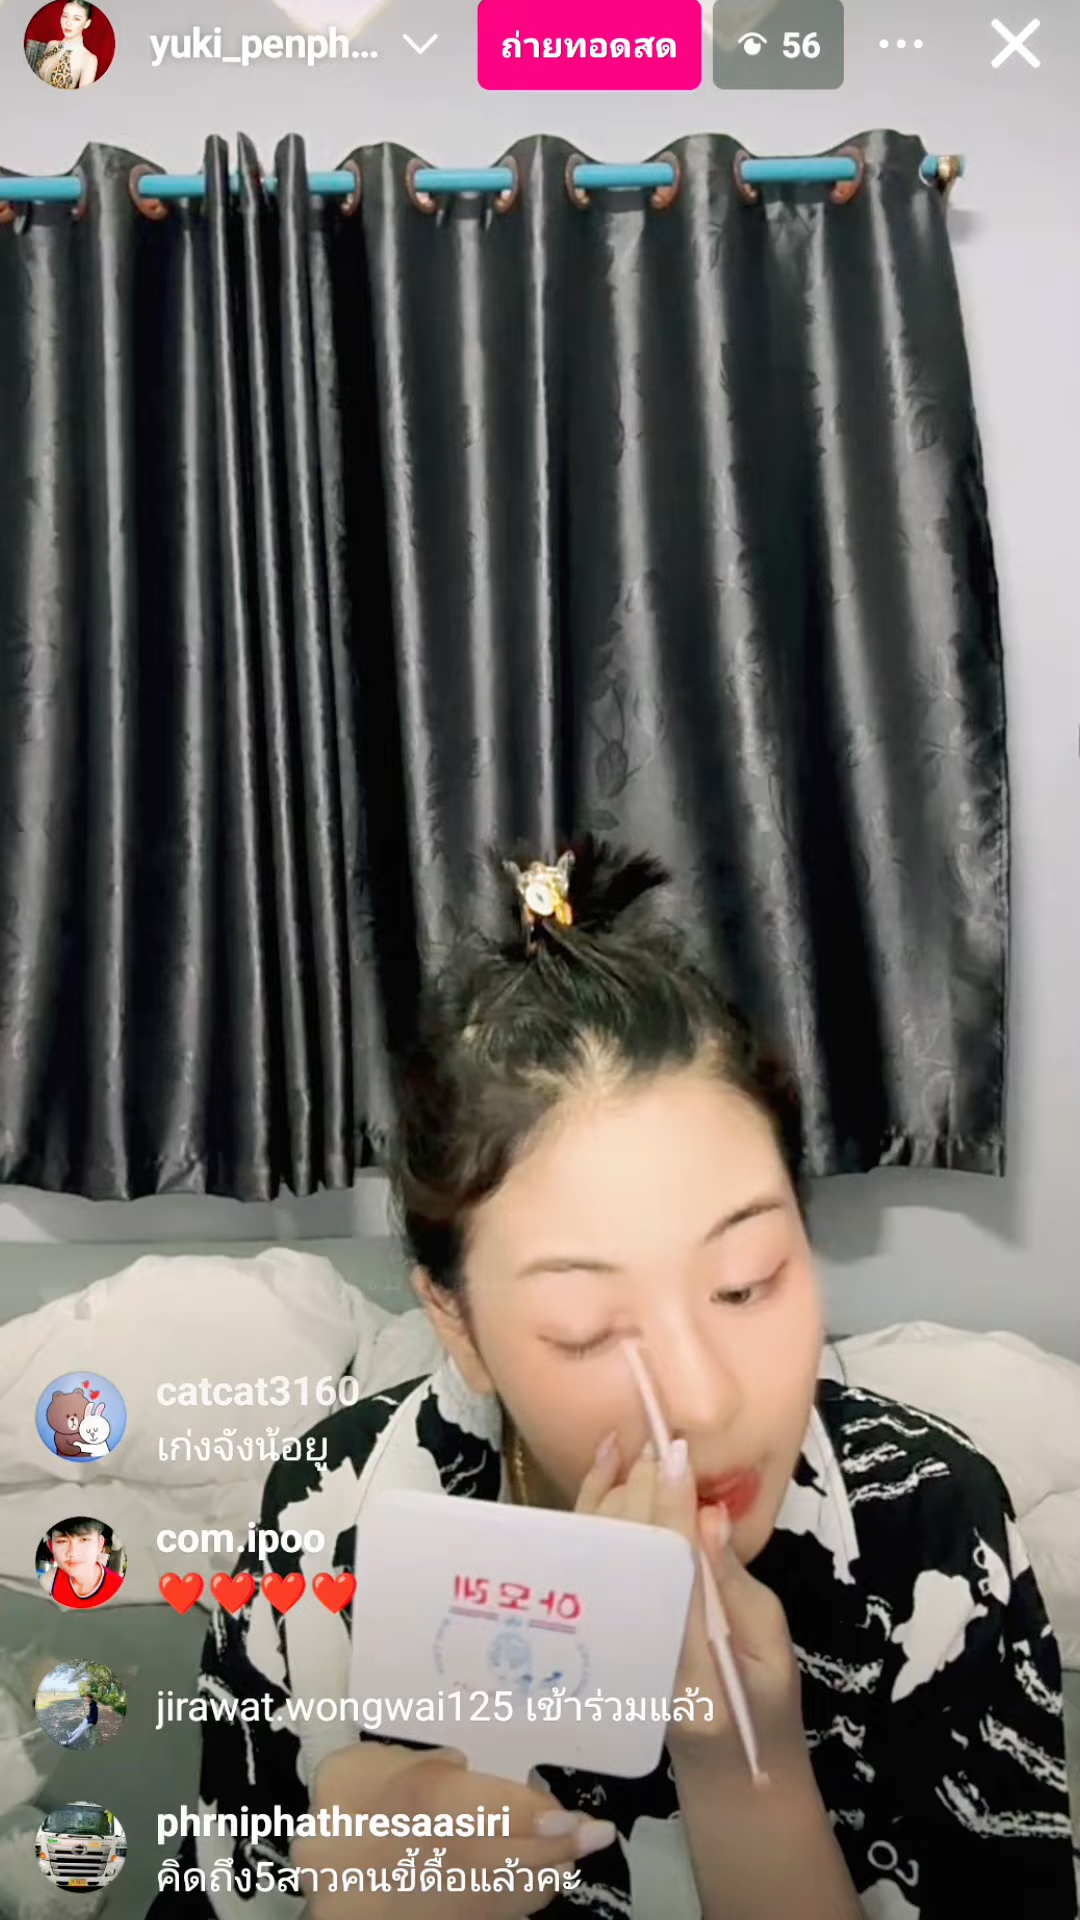 yuki_penph...
ถ่ายทอดสด
56
catcat3160
เก่งจังน้อยู
com.ipoo
❤️❤️❤️❤️
jirawat.wongwai125 เข้าร่วมแล้ว
phrniphathresaasiri
คิดถึง5สาวคนขี้ดื้อแล้วคะ